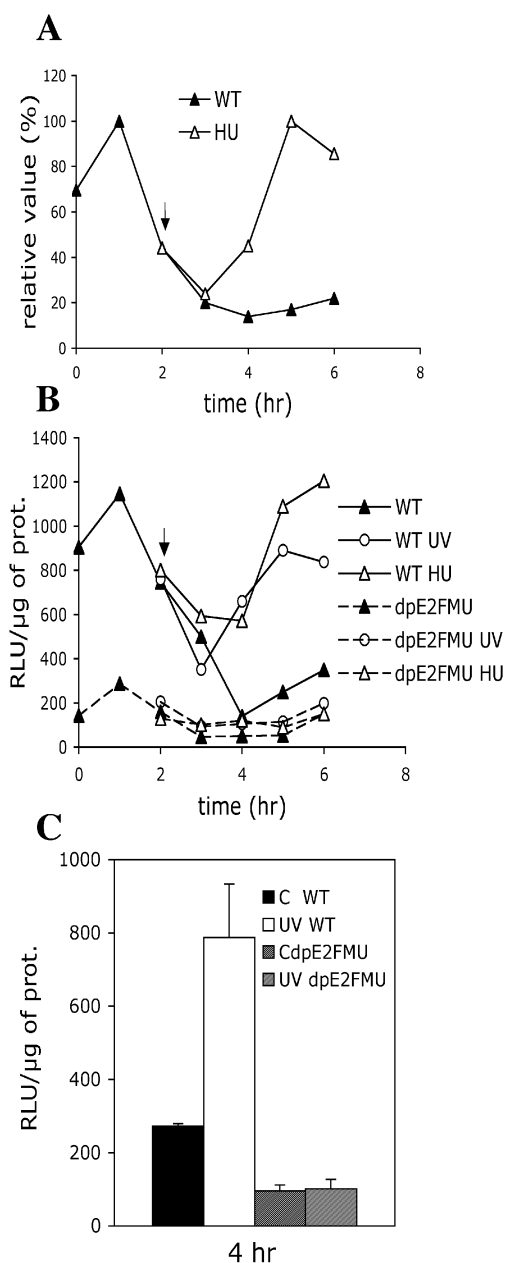 A
120
100
80
60
40
20
0
relative value (%)
WT
HU
0 2 4 6 8
time (hr)
B
1400
1200
1000
800
600
400
200
0
RLU/µg of prot.
WT
WT UV
WT HU
dpE2FMU
dpE2FMU UV
dpE2FMU HU
0 2 4 6 8
time (hr)
C
1000
800
600
400
200
0
RLU/µg of prot.
C WT
UV WT
CdpE2FMU
UV dpE2FMU
4 hr